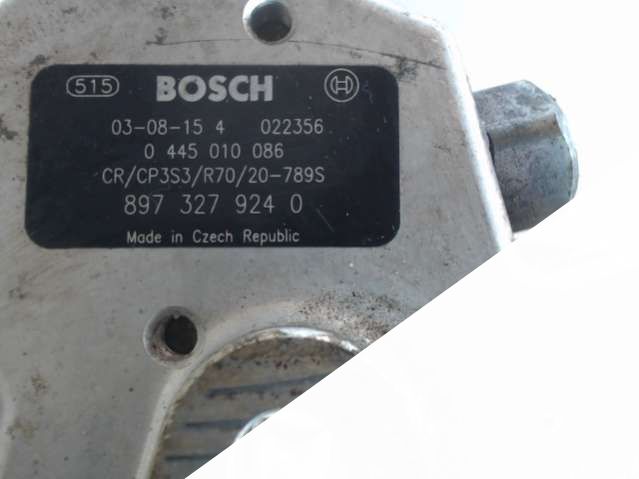 515 BOSCH
03-08-15 4 022356
0 445 010 086
CR/CP3S3/R70/20-789S
897 327 924 0
Made in Czech Republic